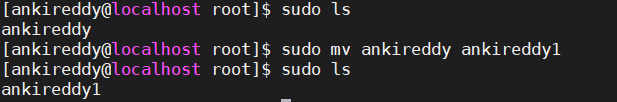 [ankireddy@localhost root]$ sudo ls
ankireddy
[ankireddy@localhost root]$ sudo mv ankireddy ankireddy1
[ankireddy@localhost root]$ sudo ls
ankireddy1